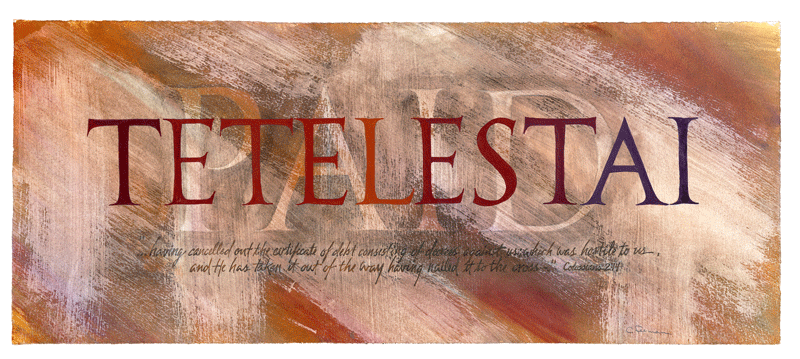 PAID
TETELESTAI
"...having cancelled out the certificate of debt consisting of decrees against us, which was hostile to us,
and He has taken it out of the way having nailed it to the cross..." Colossians 2:14